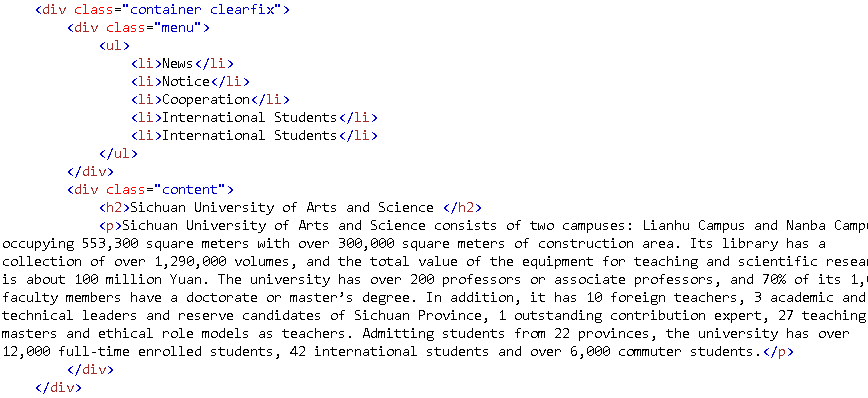 <div class="container clearfix">
<div class="menu">
<ul>
<li>News</li>
<li>Notice</li>
<li>Cooperation</li>
<li>International Students</li>
<li>International Students</li>
</ul>
</div>
<div class="content">
<h2>Sichuan University of Arts and Science </h2>
<p>Sichuan University of Arts and Science consists of two campuses: Lianhu Campus and Nanba
occupying 553,300 square meters with over 300,000 square meters of construction area. Its library has a
collection of over 1,290,000 volumes, and the total value of the equipment for teaching and scientific
is about 100 million Yuan. The university has over 200 professors or associate professors, and 70% of its
faculty members have a doctorate or master's degree. In addition, it has 10 foreign teachers, 3 academic and
technical leaders and reserve candidates of Sichuan Province, 1 outstanding contribution expert, 27 teaching
masters and ethical role models as teachers. Admitting students from 22 provinces, the university has over
12,000 full-time enrolled students, 42 international students and over 6,000 commuter students.</p>
</div>
</div>